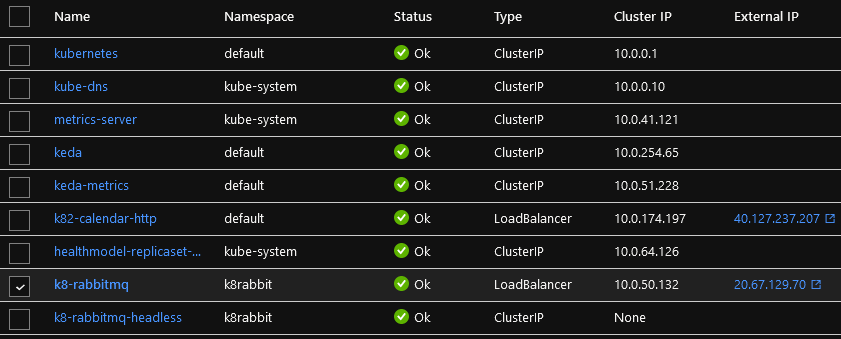 Name Namespace Status Type Cluster IP External IP
kubernetes default Ok ClusterIP 10.0.0.1
kube-dns kube-system Ok ClusterIP 10.0.0.10
metrics-server kube-system Ok ClusterIP 10.0.41.121
keda default Ok ClusterIP 10.0.254.65
keda-metrics default Ok ClusterIP 10.0.51.228
k82-calendar-http default Ok LoadBalancer 10.0.174.197 40.127.237.207
healthmodel-replicaset-... kube-system Ok ClusterIP 10.0.64.126
k8-rabbitmq k8rabbit Ok LoadBalancer 10.0.50.132 20.67.129.70
k8-rabbitmq-headless k8rabbit Ok ClusterIP None